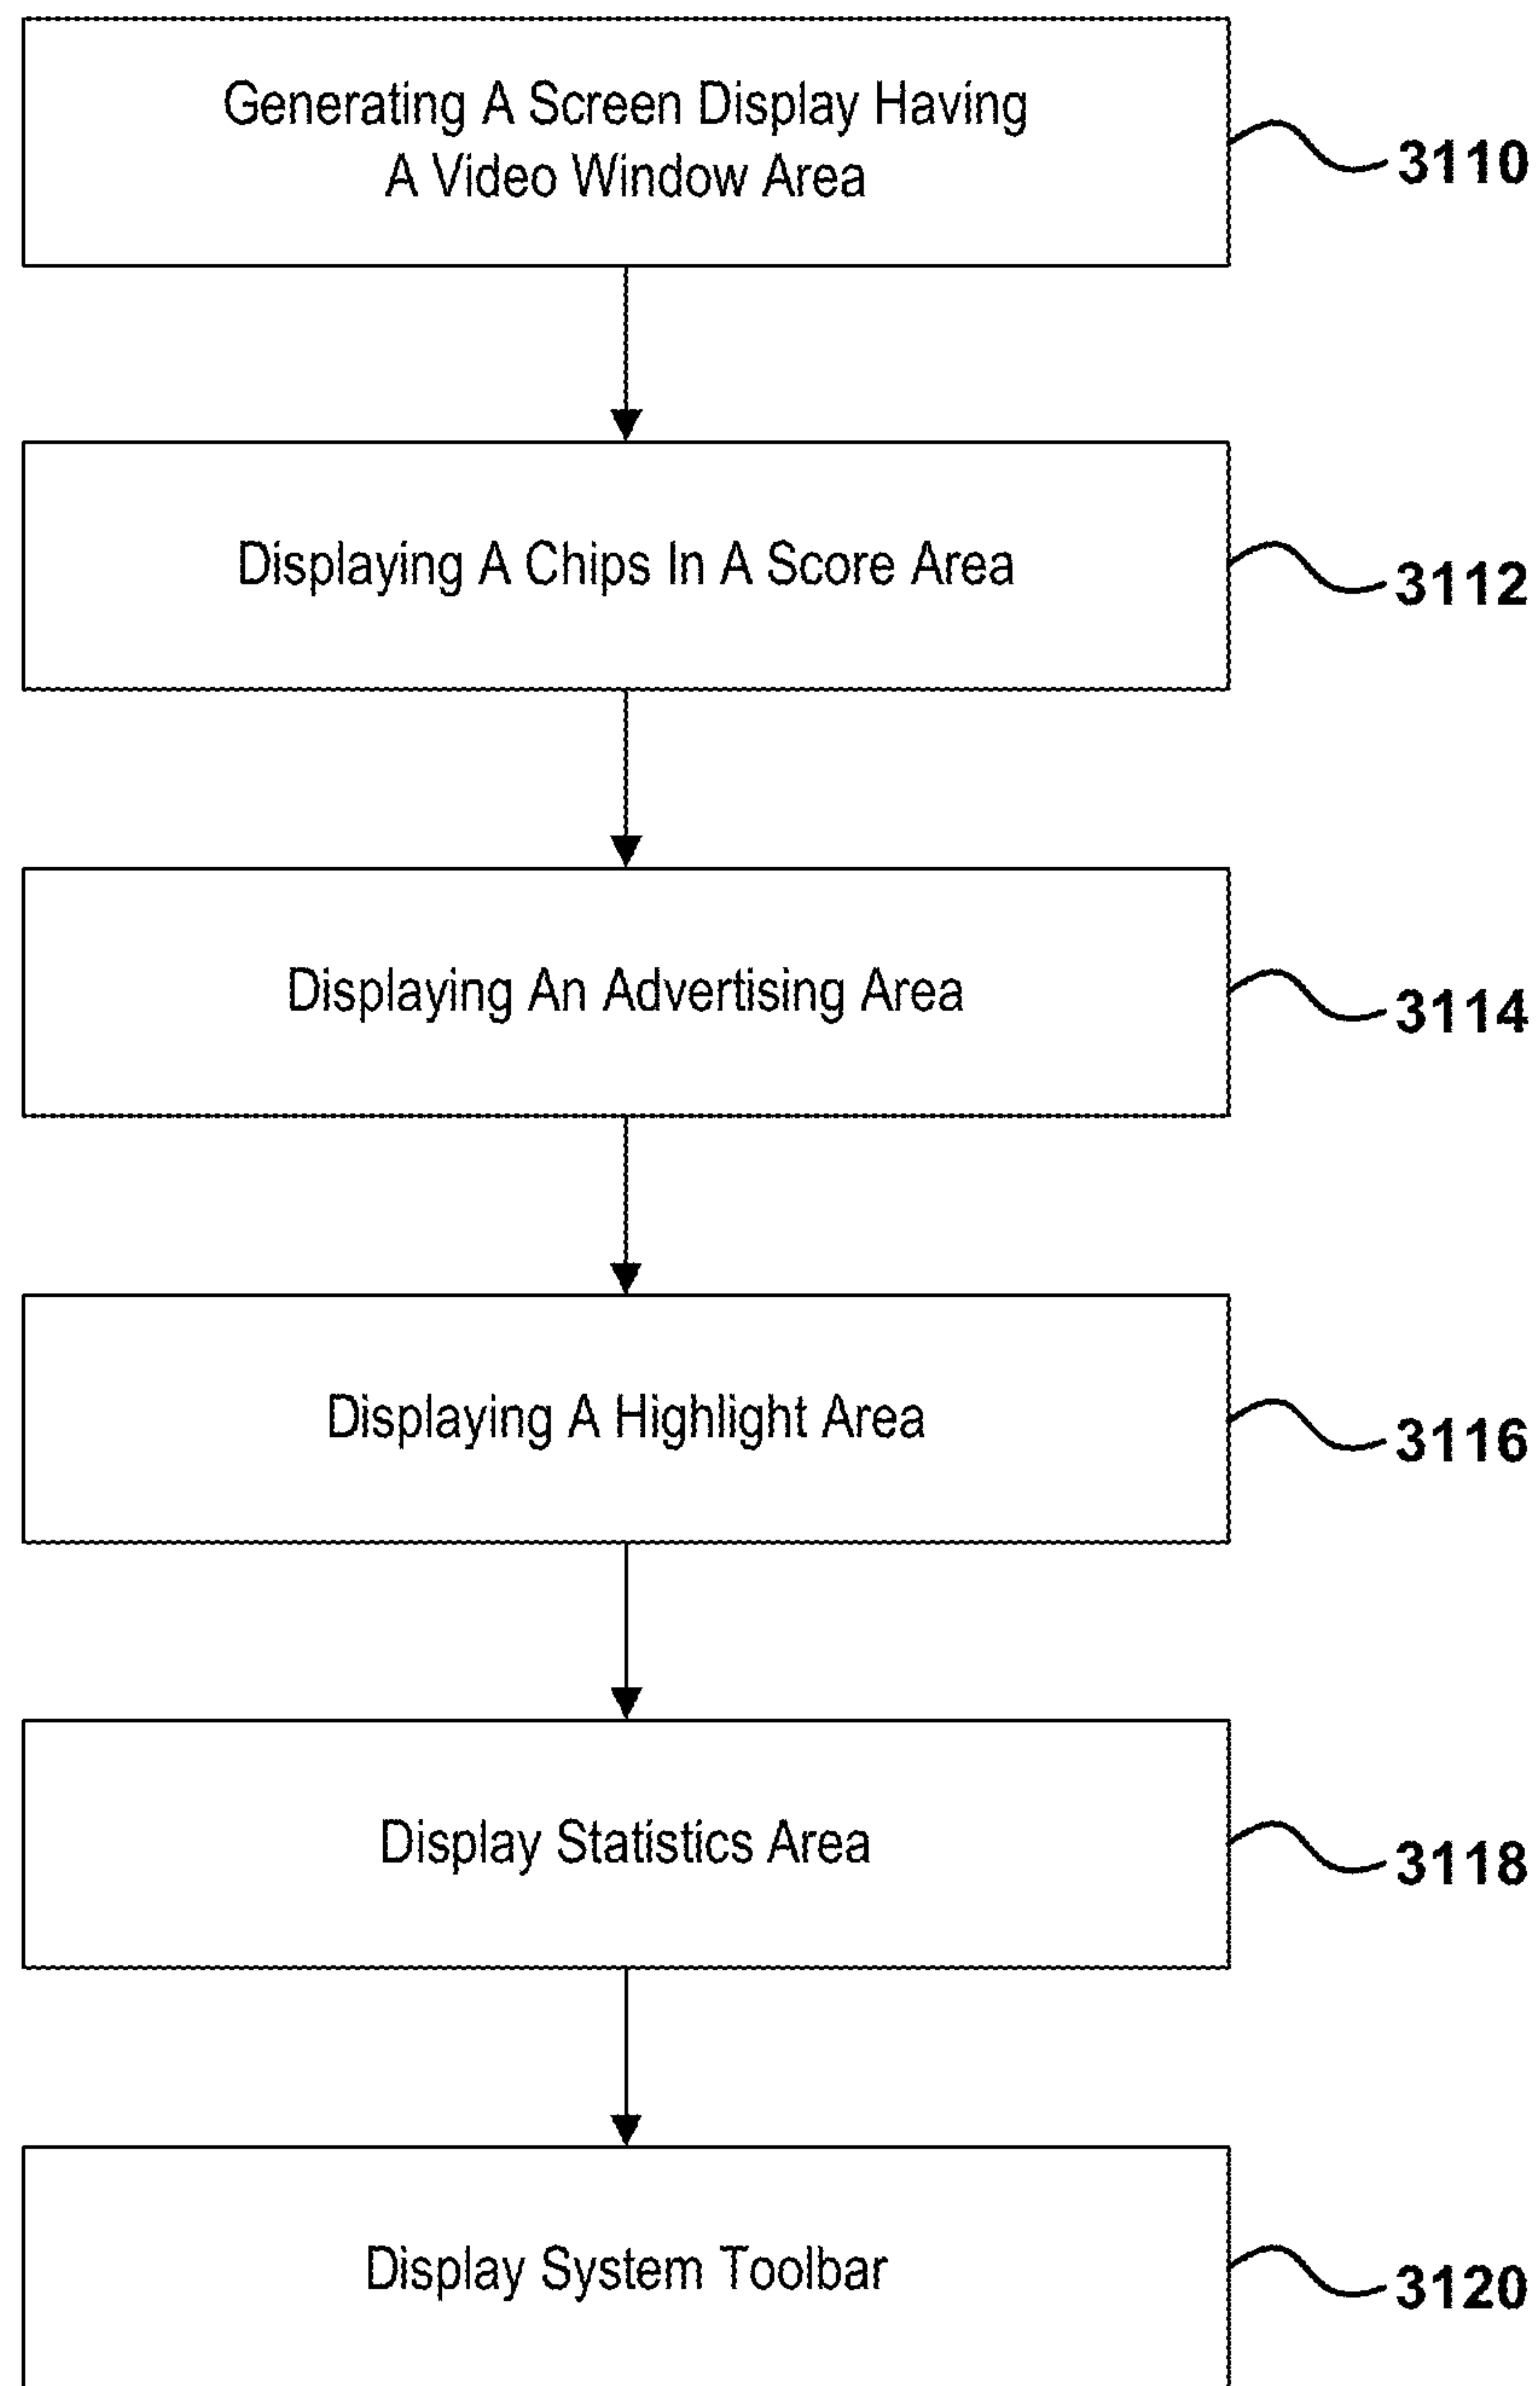 Generating A Screen Display Having
A Video Window Area
3110
Displaying A Chips In A Score Area
3112
Displaying An Advertising Area
3114
Displaying A Highlight Area
3116
Display Statistics Area
3118
Display System Toolbar
3120